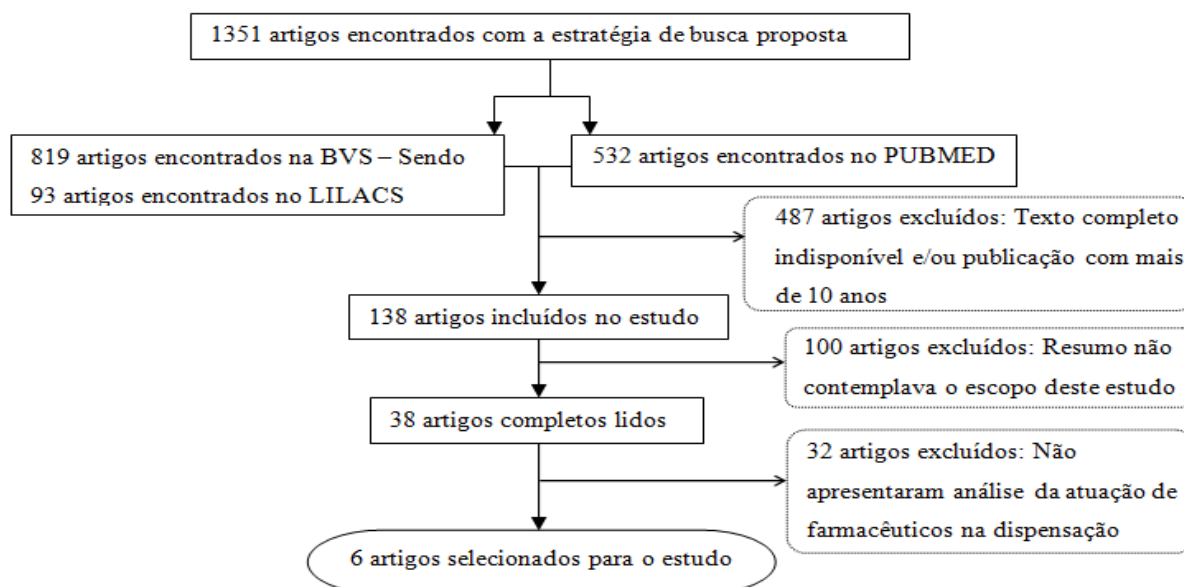 1351 artigos encontrados com a estratégia de busca proposta
819 artigos encontrados na BVS – Sendo
93 artigos encontrados no LILACS
532 artigos encontrados no PUBMED
487 artigos excluídos: Texto completo
indisponível e/ou publicação com mais
de 10 anos
138 artigos incluídos no estudo
100 artigos excluídos: Resumo não
contemplava o escopo deste estudo
38 artigos completos lidos
32 artigos excluídos: Não
apresentaram análise da atuação de
farmacêuticos na dispensação
6 artigos selecionados para o estudo